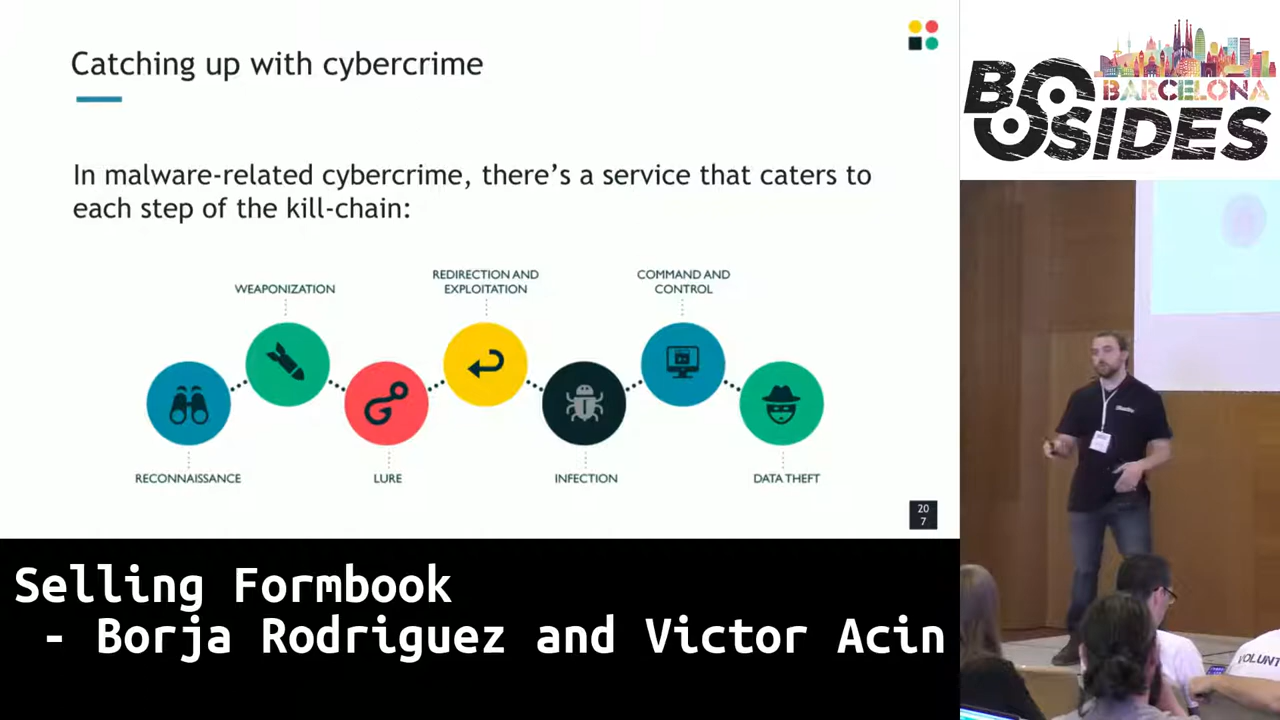 Catching up with cybercrime
In malware-related cybercrime, there's a service that caters to
each step of the kill-chain:
REDIRECTION AND
EXPLOITATION
COMMAND AND
CONTROL
WEAPONIZATION
RECONNAISSANCE
LURE
INFECTION
DATA THEFT
20
7
BSIDES
BARCELONA
VOLUNT
Selling Formbook
- Borja Rodriguez and Victor Acin